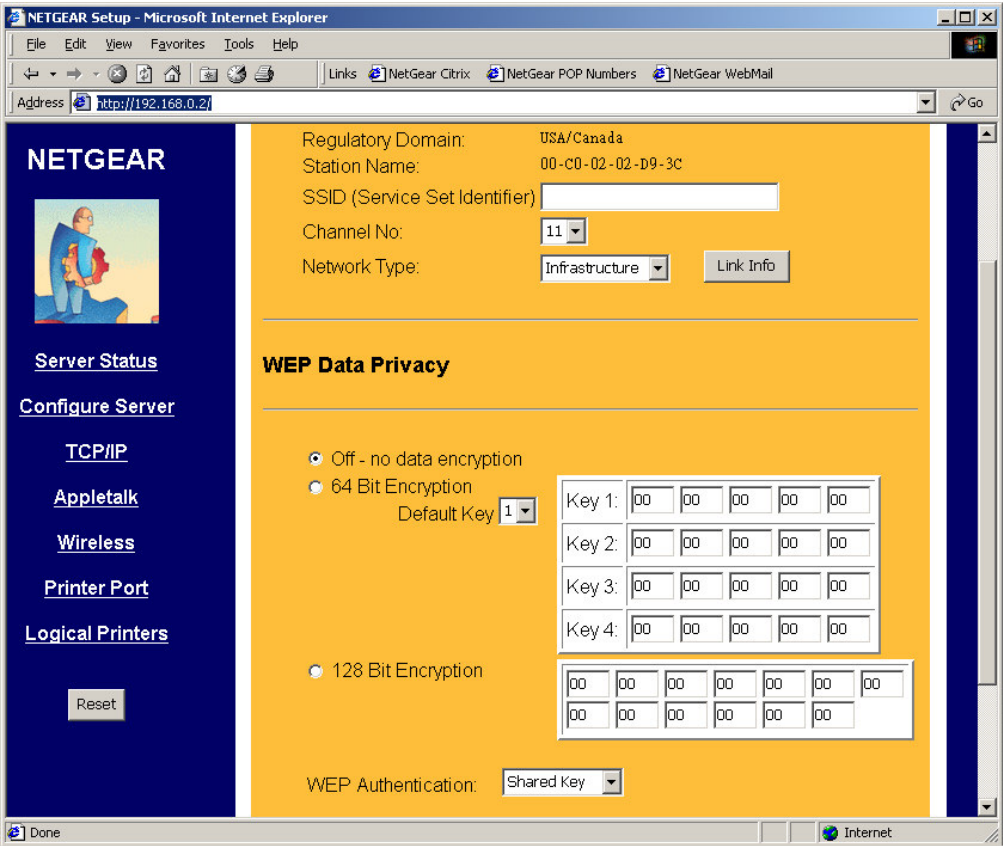 NETGEAR Setup - Microsoft Internet Explorer
File Edit View Favorites Tools Help
Links NetGear Citrix NetGear POP Numbers NetGear WebMail
Address http://192.168.0.2/ Go
NETGEAR
Server Status
Configure Server
TCP/IP
Appletalk
Wireless
Printer Port
Logical Printers
Reset
Regulatory Domain: USA/Canada
Station Name: 00-C0-02-02-D9-3C
SSID (Service Set Identifier)
Channel No: 11
Network Type: Infrastructure Link Info
WEP Data Privacy
Off - no data encryption
64 Bit Encryption
Default Key 1
Key 1: 00 00 00 00 00
Key 2: 00 00 00 00 00
Key 3: 00 00 00 00 00
Key 4: 00 00 00 00 00
128 Bit Encryption
00 00 00 00 00 00 00
00 00 00 00 00 00
WEP Authentication: Shared Key
Done Internet